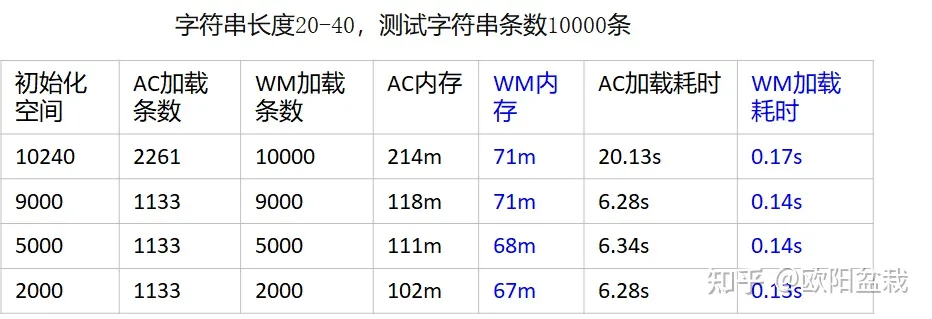 字符串长度20-40，测试字符串条数10000条
初始化空间 AC加载条数 WM加载条数 AC内存 WM内存 AC加载耗时 WM加载耗时
10240 2261 10000 214m 71m 20.13s 0.17s
9000 1133 9000 118m 71m 6.28s 0.14s
5000 1133 5000 111m 68m 6.34s 0.14s
2000 1133 2000 102m 67m 6.28s 0.13s
知乎 @欧阳盆栽